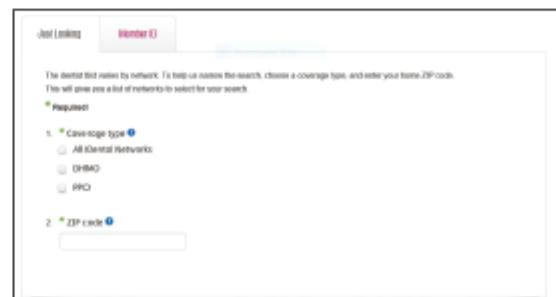 Just Looking
Member ID
The dentist list varies by network. To help us narrow the search, choose a coverage type, and enter your home ZIP code.
This will give you a list of networks to select for your search.
* Required
1. * Coverage type
All Dental Networks
DHMO
PPO
2. * ZIP code